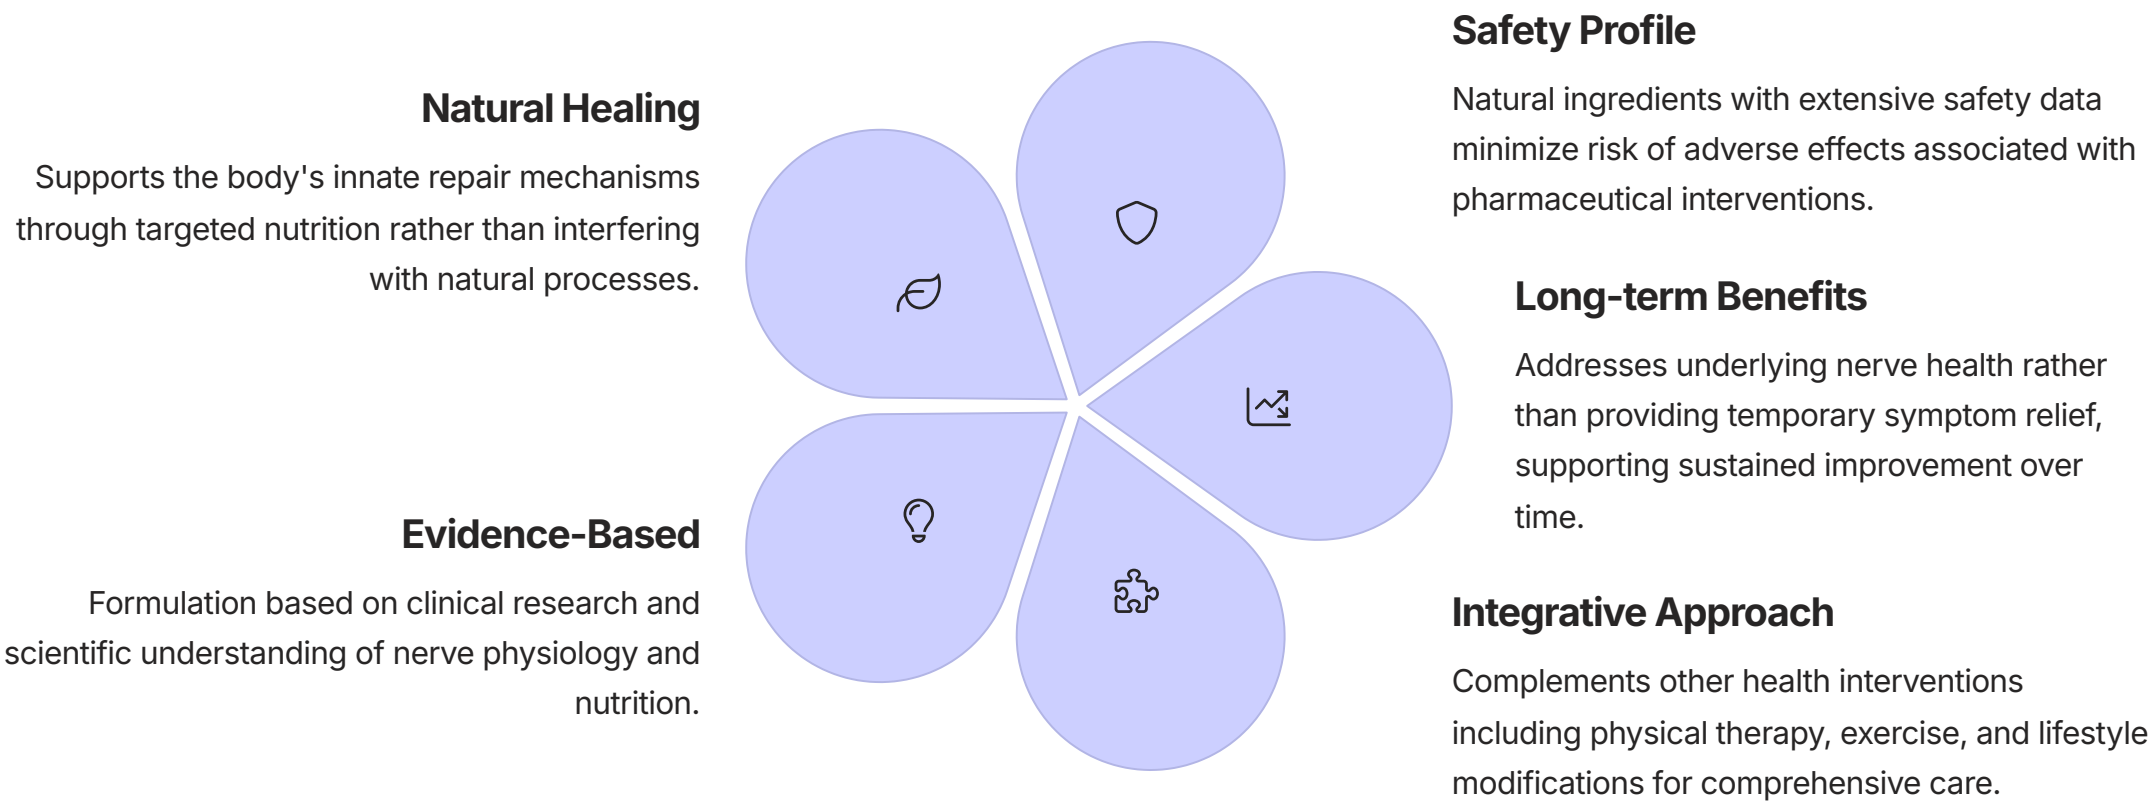 Natural Healing
Supports the body's innate repair mechanisms
through targeted nutrition rather than interfering
with natural processes.
Evidence-Based
Formulation based on clinical research and
scientific understanding of nerve physiology and
nutrition.
Safety Profile
Natural ingredients with extensive safety data
minimize risk of adverse effects associated with
pharmaceutical interventions.
Long-term Benefits
Addresses underlying nerve health rather
than providing temporary symptom relief,
supporting sustained improvement over
time.
Integrative Approach
Complements other health interventions
including physical therapy, exercise, and lifestyle
modifications for comprehensive care.